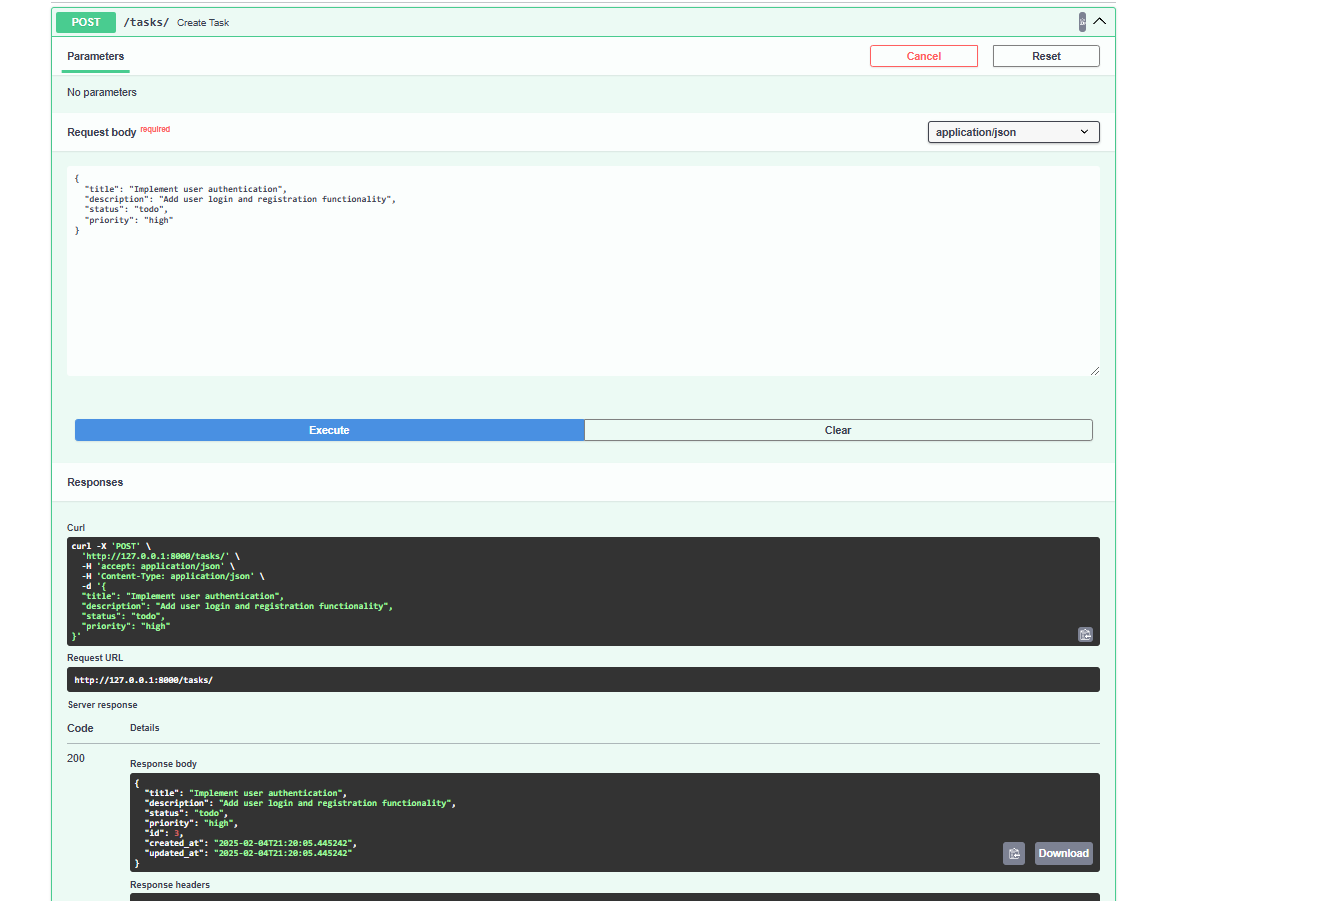 POST /tasks/ Create Task
Parameters
Cancel
Reset
No parameters
Request body required
application/json
{
  "title": "Implement user authentication",
  "description": "Add user login and registration functionality",
  "status": "todo",
  "priority": "high"
}
Execute
Clear
Responses
Curl
curl -X 'POST' \
  'http://127.0.0.1:8000/tasks/' \
  -H 'accept: application/json' \
  -H 'Content-Type: application/json' \
  -d '{
  "title": "Implement user authentication",
  "description": "Add user login and registration functionality",
  "status": "todo",
  "priority": "high"
}'
Request URL
http://127.0.0.1:8000/tasks/
Server response
Code Details
200
Response body
{
  "title": "Implement user authentication",
  "description": "Add user login and registration functionality",
  "status": "todo",
  "priority": "high",
  "id": 3,
  "created_at": "2025-02-04T21:20:05.445242",
  "updated_at": "2025-02-04T21:20:05.445242"
}
Download
Response headers